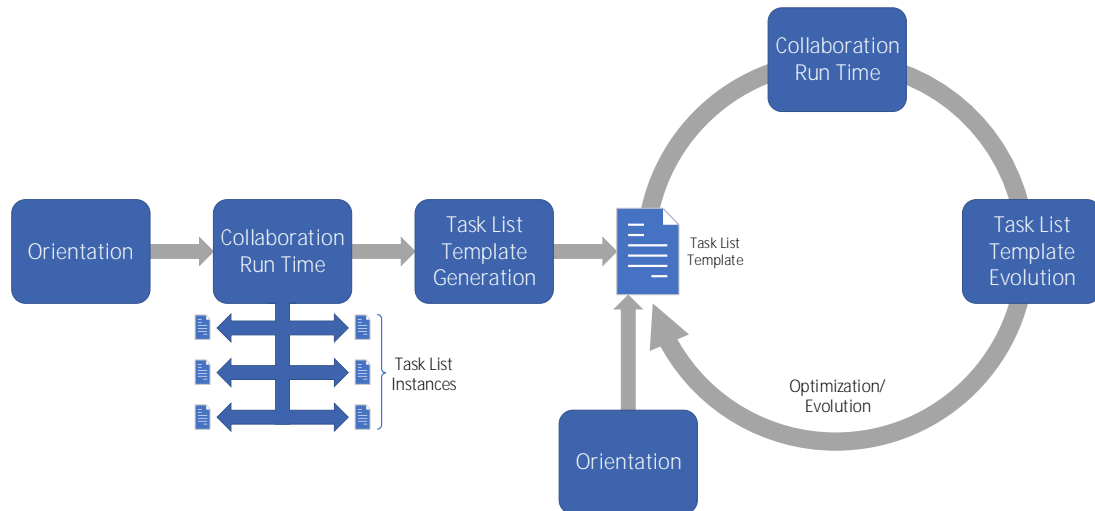 Collaboration
Run Time
Orientation
Collaboration
Run Time
Task List
Template
Generation
Task List
Template
Task List
Template
Evolution
Task List
Instances
Optimization/
Evolution
Orientation